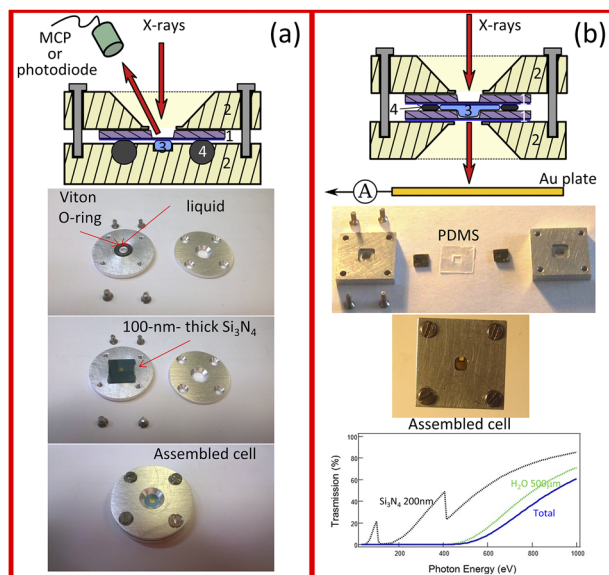 (a)
MCP
or
photodiode
X-rays
2
1
3
4
2
Viton
O-ring
liquid
100-nm- thick Si₃N₄
Assembled cell
(b)
X-rays
2
1
4
3
1
2
A
Au plate
PDMS
Assembled cell
Trasmission (%)
100
80
60
40
20
0
H₂O 500μm
Si₃N₄ 200nm
Total
200 400 600 800 1000
Photon Energy (eV)